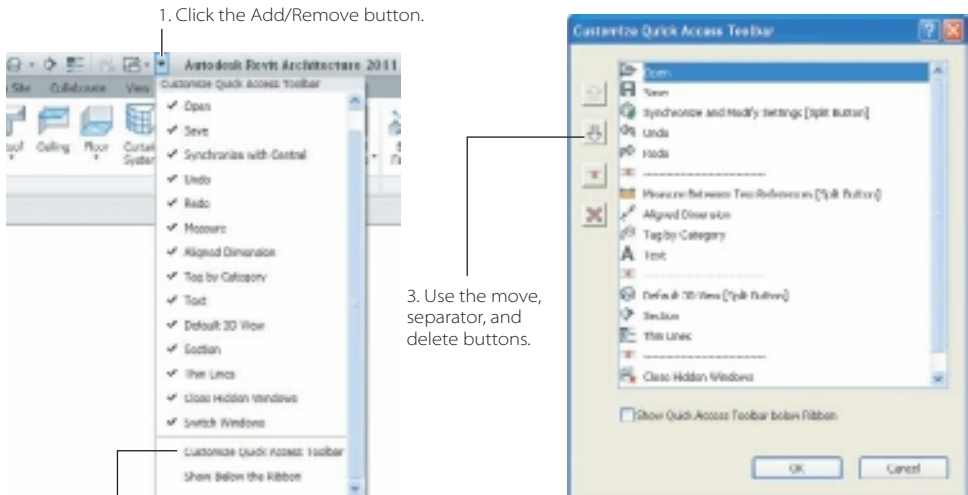 1. Click the Add/Remove button.
Autodesk Revit Architecture 2011
Site Collaborate View
Customize Quick Access Toolbar
Open
Save
Synchronize with Central
Undo
Redo
Measure
Aligned Dimension
Tag by Category
Text
Default 3D View
Section
Thin Lines
Close Hidden Windows
Switch Windows
Customize Quick Access Toolbar
Show Below the Ribbon
Ceiling Floor Curtain
System
3. Use the move,
separator, and
delete buttons.
Customize Quick Access Toolbar
Open
Save
Synchronize and Modify Settings [Split Button]
Undo
Redo
-------------------------
Measure Between Two References [Split Button]
Aligned Dimension
Tag by Category
Text
-------------------------
Default 3D View [Split Button]
Section
Thin Lines
-------------------------
Close Hidden Windows
Show Quick Access Toolbar below Ribbon
OK Cancel